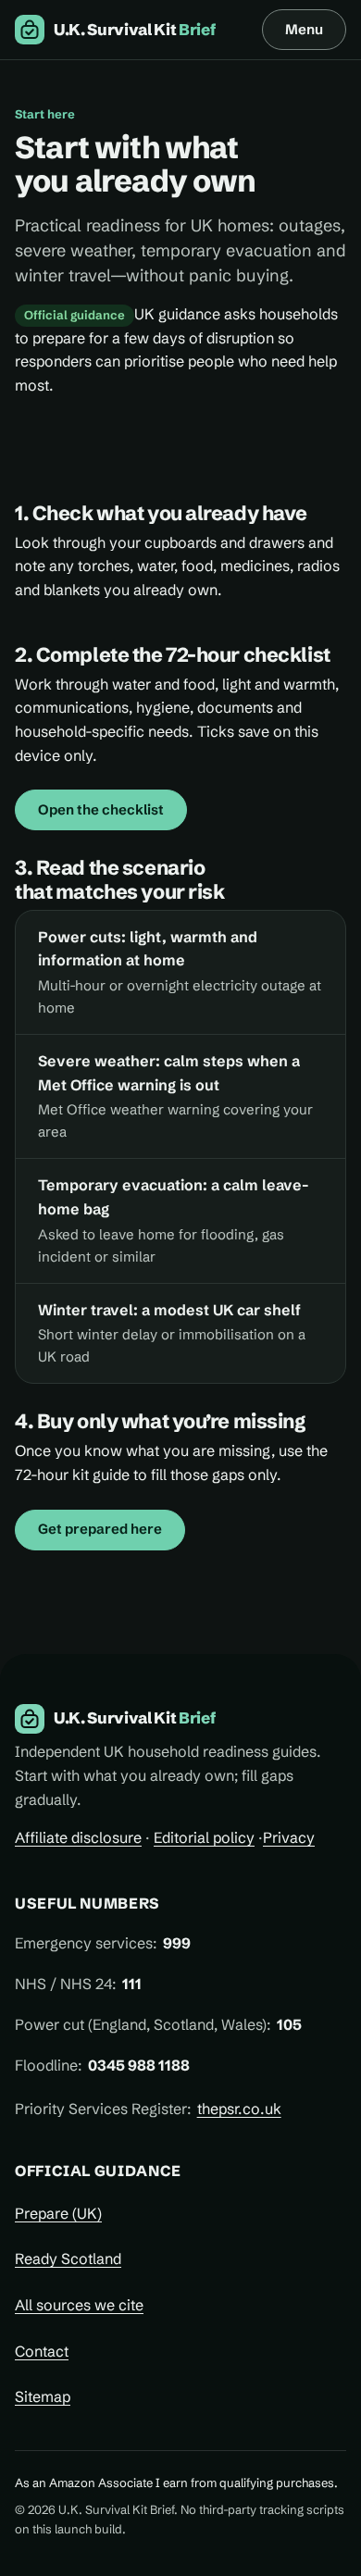 U.K. Survival Kit Brief
Menu
Start here
Start with what
you already own
Practical readiness for UK homes: outages,
severe weather, temporary evacuation and
winter travel—without panic buying.
Official guidance UK guidance asks households
to prepare for a few days of disruption so
responders can prioritise people who need help
most.
1. Check what you already have
Look through your cupboards and drawers and
note any torches, water, food, medicines, radios
and blankets you already own.
2. Complete the 72-hour checklist
Work through water and food, light and warmth,
communications, hygiene, documents and
household-specific needs. Ticks save on this
device only.
Open the checklist
3. Read the scenario
that matches your risk
Power cuts: light, warmth and
information at home
Multi-hour or overnight electricity outage at
home
Severe weather: calm steps when a
Met Office warning is out
Met Office weather warning covering your
area
Temporary evacuation: a calm leave-
home bag
Asked to leave home for flooding, gas
incident or similar
Winter travel: a modest UK car shelf
Short winter delay or immobilisation on a
UK road
4. Buy only what you're missing
Once you know what you are missing, use the
72-hour kit guide to fill those gaps only.
Get prepared here
U.K. Survival Kit Brief
Independent UK household readiness guides.
Start with what you already own; fill gaps
gradually.
Affiliate disclosure · Editorial policy ·Privacy
USEFUL NUMBERS
Emergency services: 999
NHS / NHS 24: 111
Power cut (England, Scotland, Wales): 105
Floodline: 0345 988 1188
Priority Services Register: thepsr.co.uk
OFFICIAL GUIDANCE
Prepare (UK)
Ready Scotland
All sources we cite
Contact
Sitemap
As an Amazon Associate I earn from qualifying purchases.
© 2026 U.K. Survival Kit Brief. No third-party tracking scripts
on this launch build.